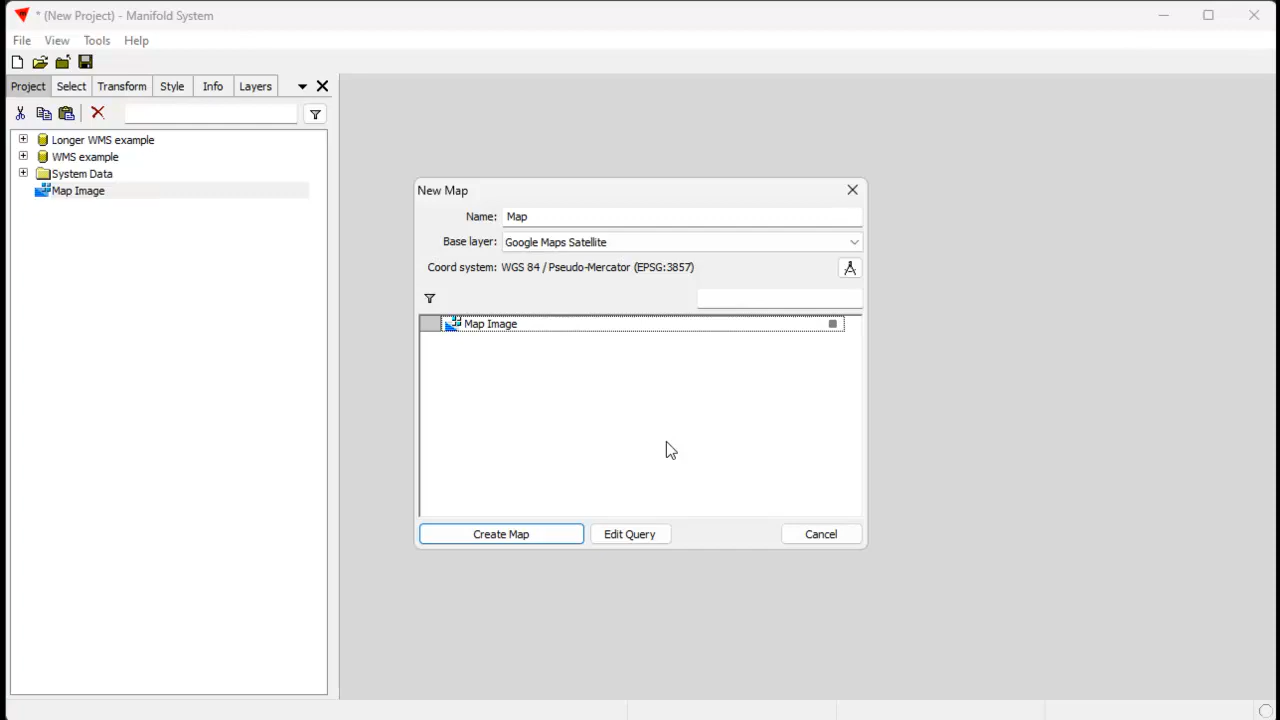 * (New Project) - Manifold System
File View Tools Help
Project Select Transform Style Info Layers
Longer WMS example
WMS example
System Data
Map Image
New Map
Name: Map
Base layer: Google Maps Satellite
Coord system: WGS 84 / Pseudo-Mercator (EPSG:3857)
Map Image
Create Map Edit Query Cancel